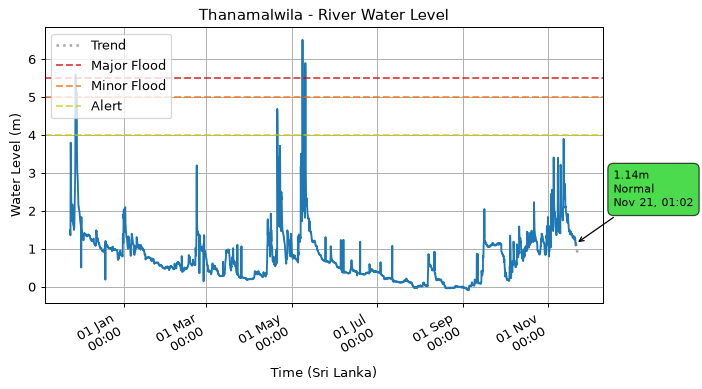 Thanamalwila - River Water Level
Water Level (m)
6
5
4
3
2
1
0
Trend
Major Flood
Minor Flood
Alert
1.14m
Normal
Nov 21, 01:02
01 Jan
00:00
01 Mar
00:00
01 May
00:00
01 Jul
00:00
01 Sep
00:00
01 Nov
00:00
Time (Sri Lanka)